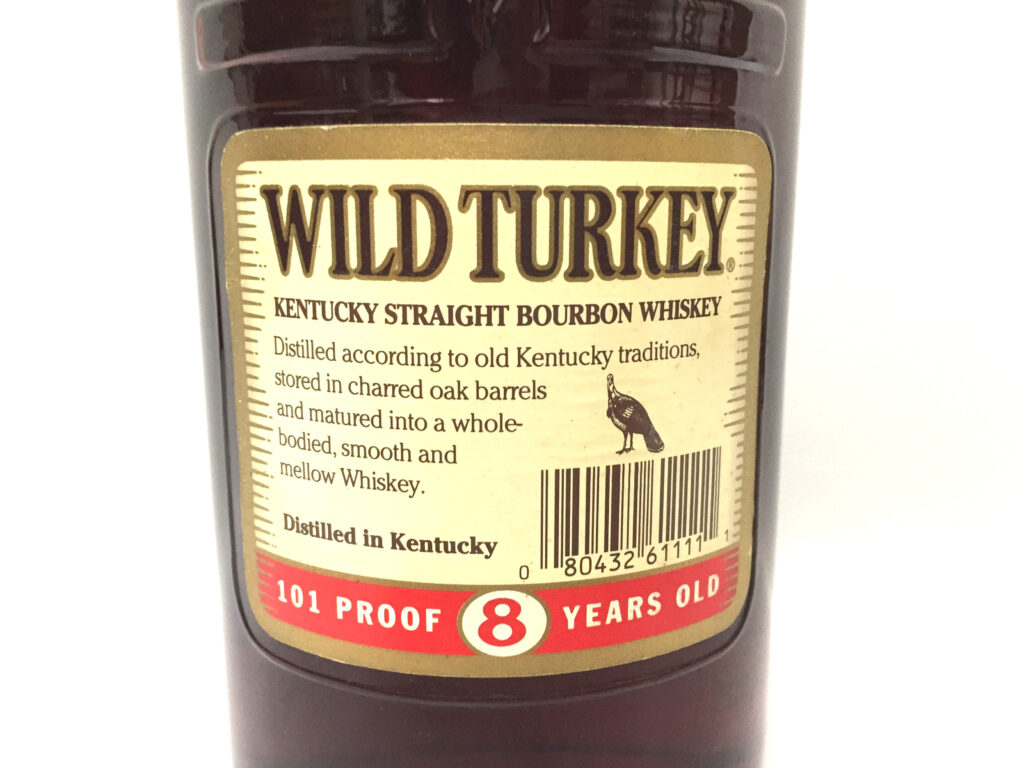 WILD TURKEY®
KENTUCKY STRAIGHT BOURBON WHISKEY
Distilled according to old Kentucky traditions,
stored in charred oak barrels
and matured into a whole-
bodied, smooth and
mellow Whiskey.
Distilled in Kentucky
0 80432 61111 1
101 PROOF 8 YEARS OLD